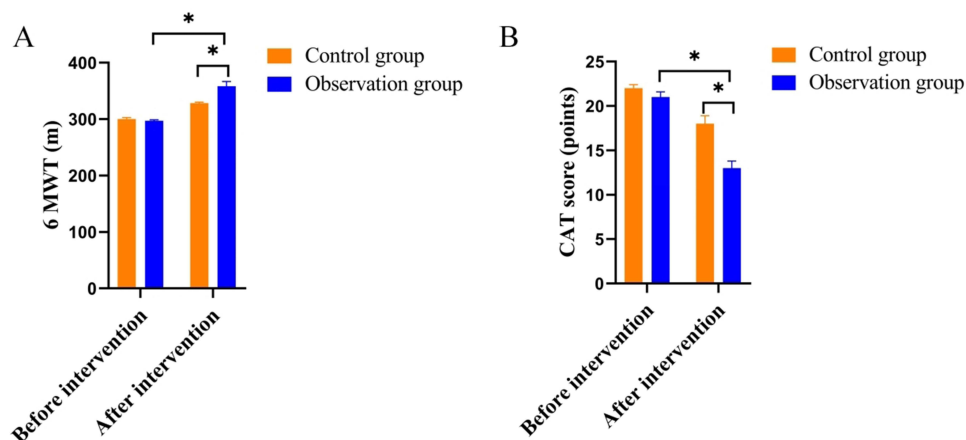 A
*
*
Control group
Observation group
400
300
200
100
0
6 MWT (m)
Before intervention
After intervention
B
*
*
Control group
Observation group
25
20
15
10
5
0
CAT score (points)
Before intervention
After intervention